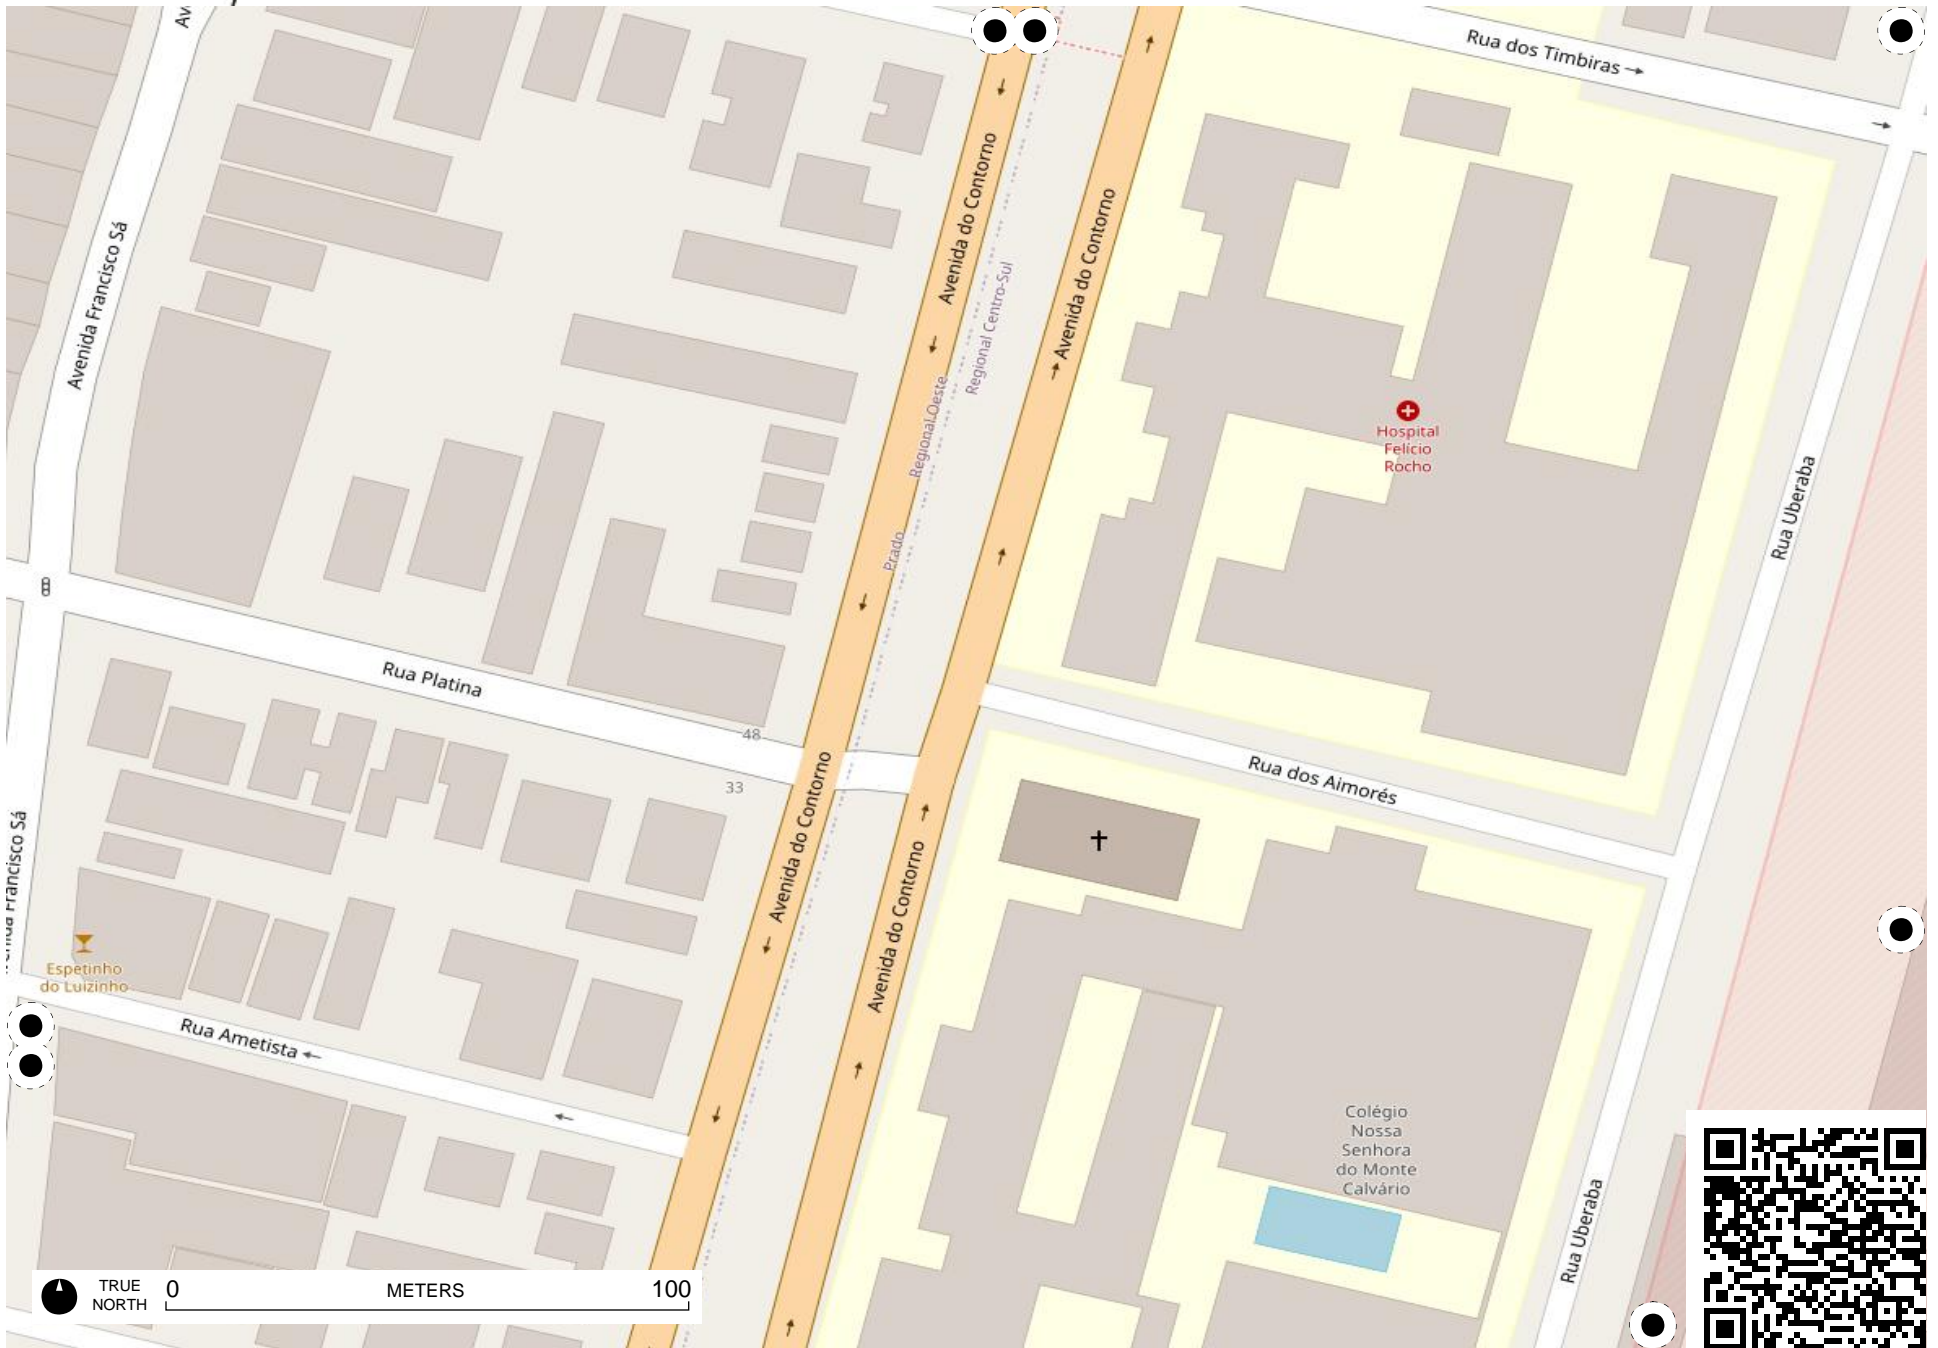 Rua dos Timbiras
Avenida do Contorno
Avenida do Contorno
Avenida Francisco Sá
Regional Centro-Sul
Regional Oeste
Prado
Hospital
Felício
Rocho
Rua Uberaba
Rua Platina
48
33
Rua dos Aimorés
Avenida do Contorno
Avenida do Contorno
Espetinho
do Luizinho
Rua Ametista
Colégio
Nossa
Senhora
do Monte
Calvário
Rua Uberaba
TRUE
NORTH
0 METERS 100